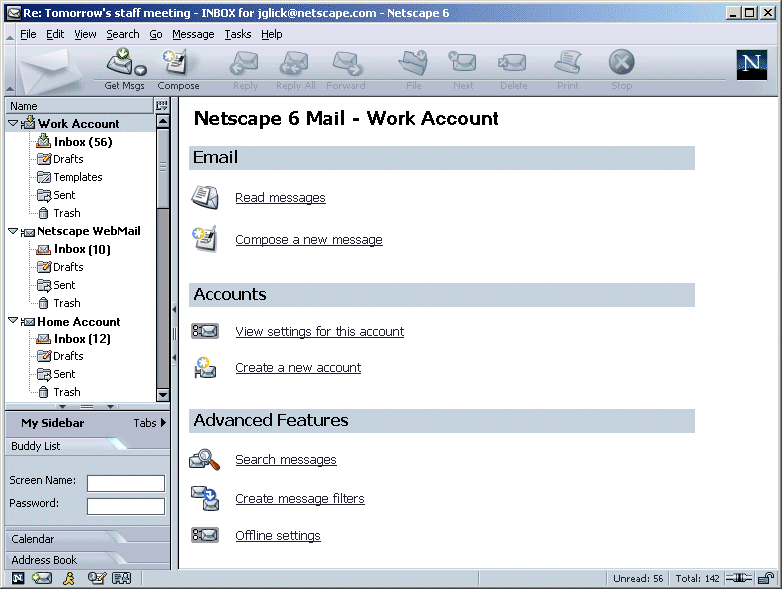 Re: Tomorrow's staff meeting - INBOX for jglick@netscape.com - Netscape 6
File Edit View Search Go Message Tasks Help
Get Msgs Compose Reply Reply All Forward File Next Delete Print Stop
N
Name
Work Account
Inbox (56)
Drafts
Templates
Sent
Trash
Netscape WebMail
Inbox (10)
Drafts
Sent
Trash
Home Account
Inbox (12)
Drafts
Sent
Trash
My Sidebar Tabs
Buddy List
Screen Name:
Password:
Calendar
Address Book
Netscape 6 Mail - Work Account
Email
Read messages
Compose a new message
Accounts
View settings for this account
Create a new account
Advanced Features
Search messages
Create message filters
Offline settings
N
Unread: 56 Total: 142